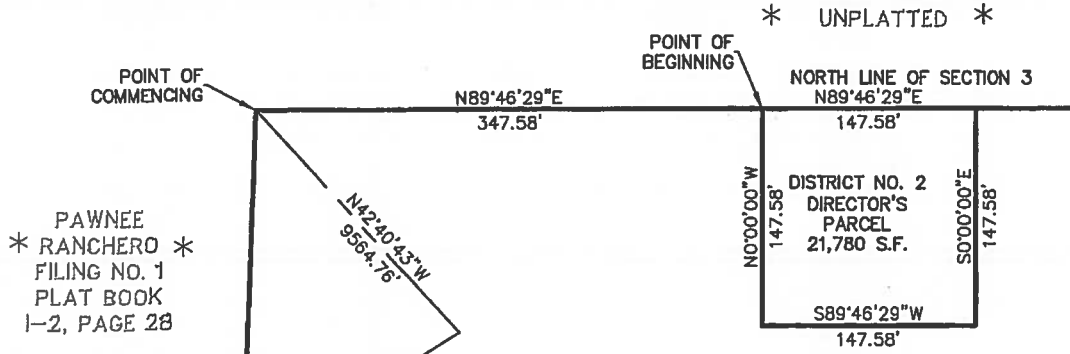 * UNPLATTED *
POINT OF
BEGINNING
POINT OF
COMMENCING
NORTH LINE OF SECTION 3
N89°46'29"E
347.58'
N89°46'29"E
147.58'
N42°40'43"W
9564.76'
N0°00'00"W
147.58'
DISTRICT NO. 2
DIRECTOR'S
PARCEL
21,780 S.F.
S0°00'00"E
147.58'
PAWNEE
* RANCHERO *
FILING NO. 1
PLAT BOOK
I-2, PAGE 28
S89°46'29"W
147.58'